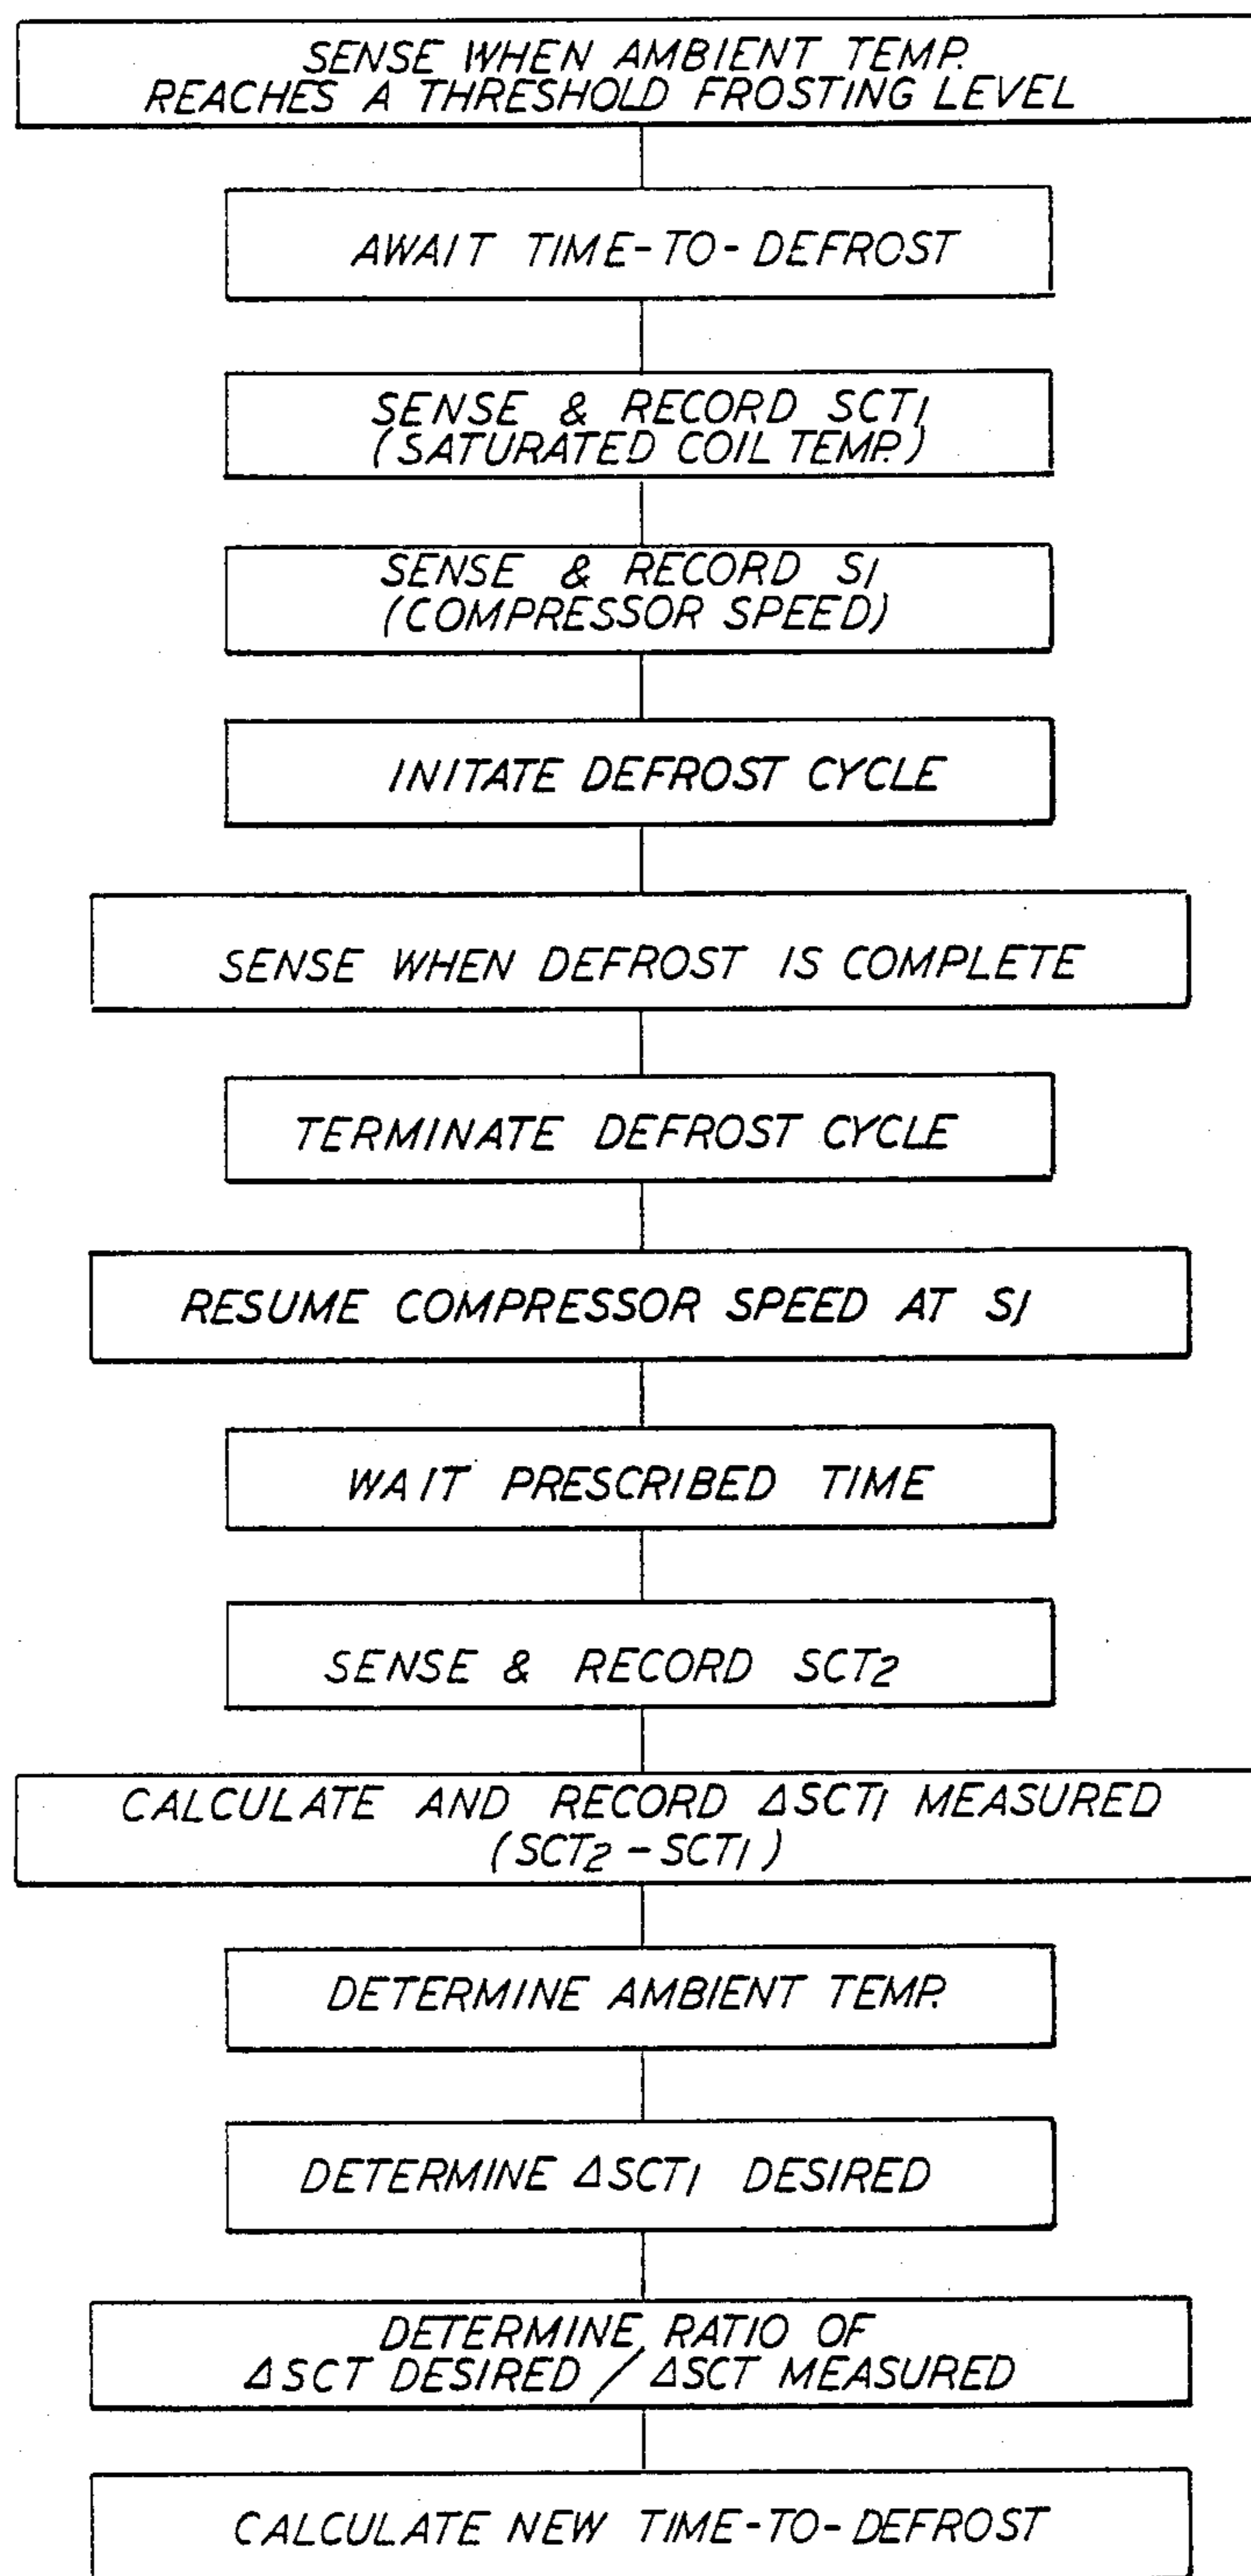 SENSE WHEN AMBIENT TEMP.
REACHES A THRESHOLD FROSTING LEVEL
AWAIT TIME-TO-DEFROST
SENSE & RECORD SCT1
(SATURATED COIL TEMP.)
SENSE & RECORD S1
(COMPRESSOR SPEED)
INITATE DEFROST CYCLE
SENSE WHEN DEFROST IS COMPLETE
TERMINATE DEFROST CYCLE
RESUME COMPRESSOR SPEED AT S1
WAIT PRESCRIBED TIME
SENSE & RECORD SCT2
CALCULATE AND RECORD ΔSCT1 MEASURED
(SCT2 - SCT1)
DETERMINE AMBIENT TEMP.
DETERMINE ΔSCT1 DESIRED
DETERMINE RATIO OF
ΔSCT DESIRED / ΔSCT MEASURED
CALCULATE NEW TIME-TO-DEFROST